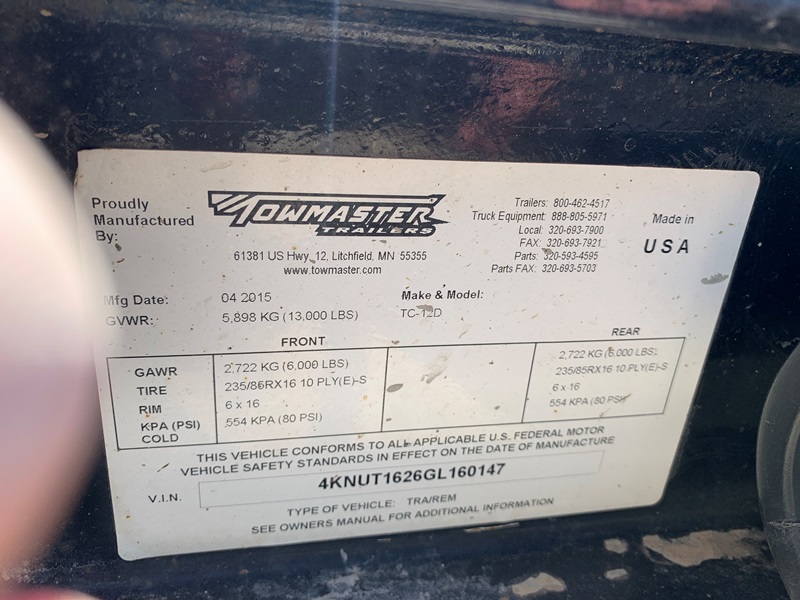 Proudly
Manufactured
By:
TOWMASTER
TRAILERS
61381 US Hwy. 12, Litchfield, MN 55355
www.towmaster.com
Trailers: 800-462-4517
Truck Equipment: 888-805-5971
Local: 320-693-7900
FAX: 320-693-7921
Parts: 320-593-4595
Parts FAX: 320-693-5703
Made in
USA
Mfg Date: 04 2015 Make & Model:
GVWR: 5,898 KG (13,000 LBS) TC-12D
FRONT REAR
GAWR 2,722 KG (6,000 LBS) 2,722 KG (6,000 LBS)
TIRE 235/85RX16 10 PLY(E)-S 235/85RX16 10 PLY(E)-S
RIM 6 x 16 6 x 16
KPA (PSI) 554 KPA (80 PSI) 554 KPA (80 PSI)
COLD
THIS VEHICLE CONFORMS TO ALL APPLICABLE U.S. FEDERAL MOTOR
VEHICLE SAFETY STANDARDS IN EFFECT ON THE DATE OF MANUFACTURE
V.I.N. 4KNUT1626GL160147
TYPE OF VEHICLE: TRA/REM
SEE OWNERS MANUAL FOR ADDITIONAL INFORMATION